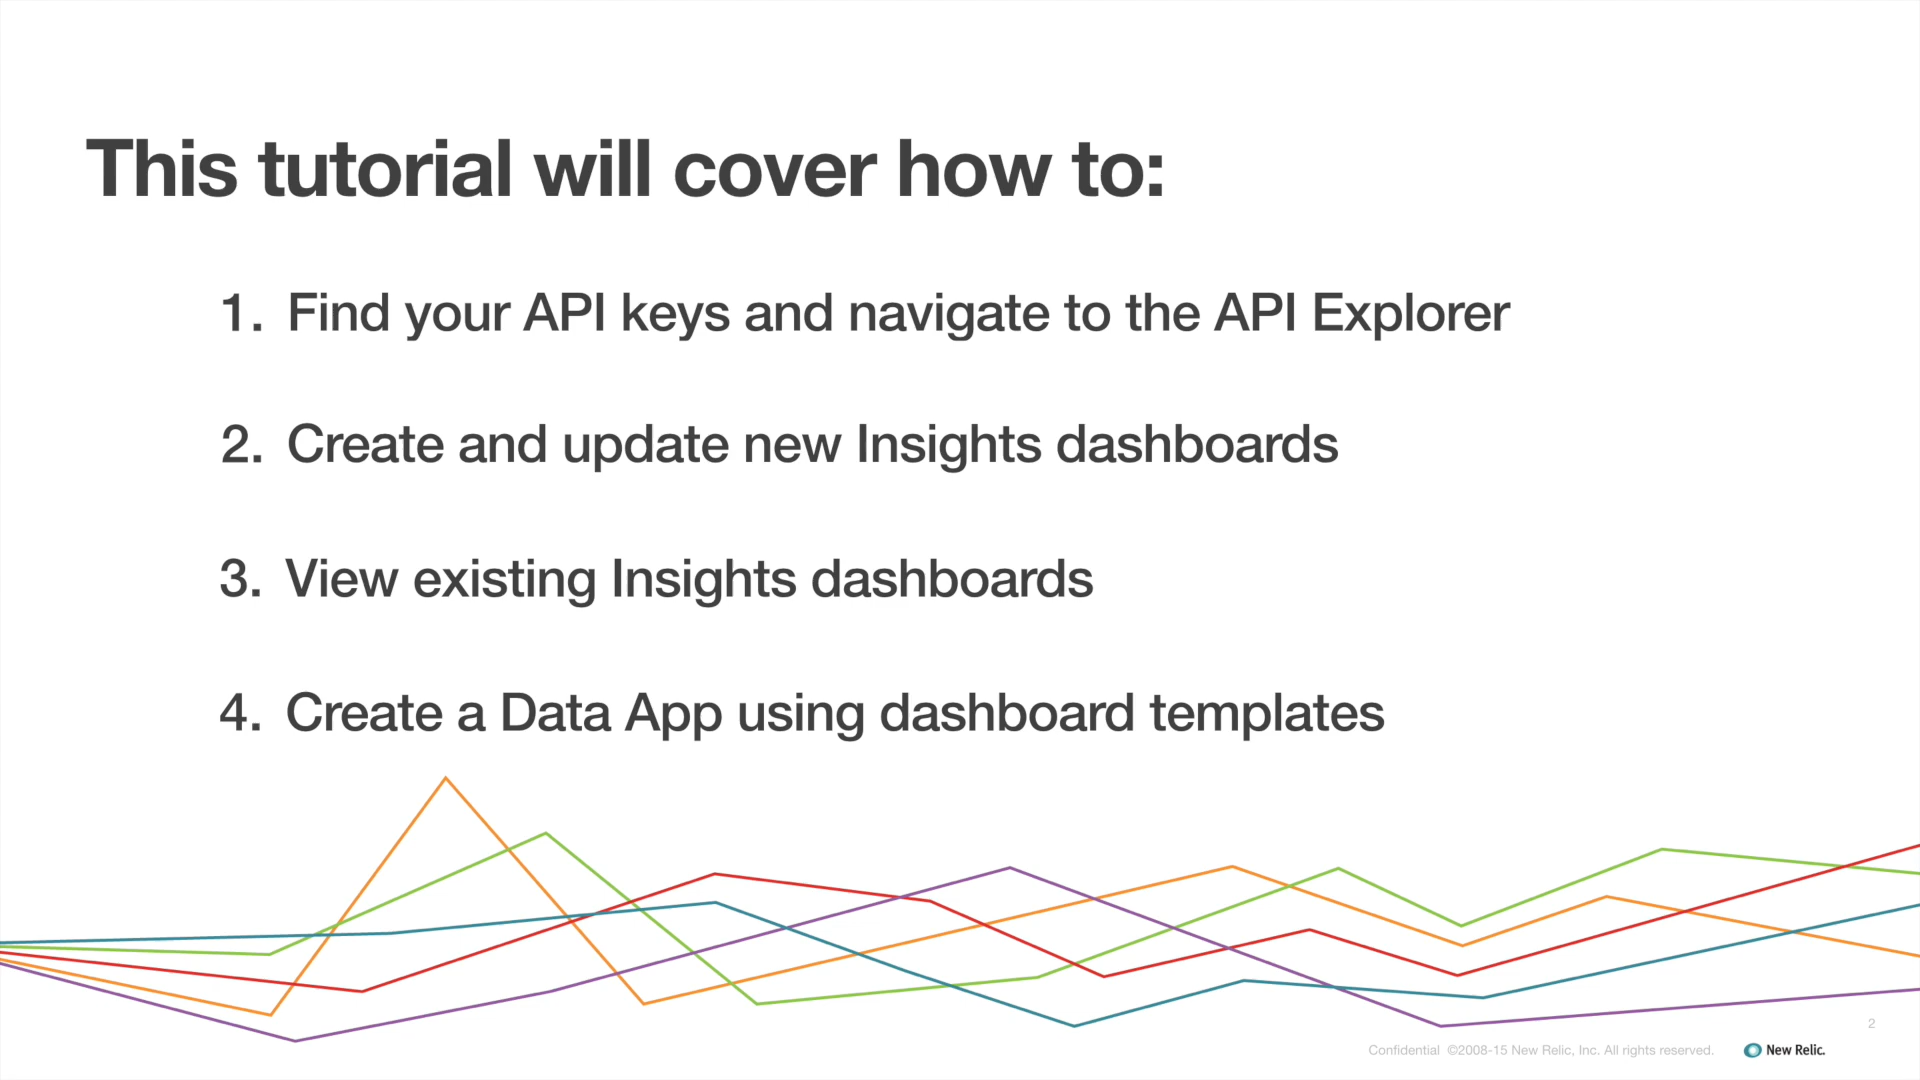 This tutorial will cover how to:
1. Find your API keys and navigate to the API Explorer
2. Create and update new Insights dashboards
3. View existing Insights dashboards
4. Create a Data App using dashboard templates
2
Confidential ©2008-15 New Relic, Inc. All rights reserved.
New Relic.